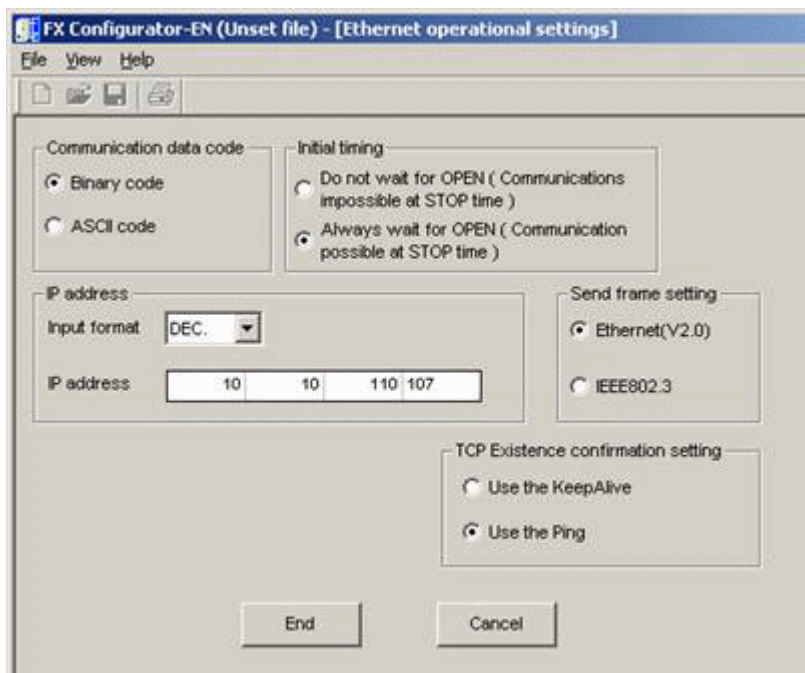 FX Configurator-EN (Unset file) - [Ethernet operational settings]
File View Help
Communication data code
Binary code
ASCII code
Initial timing
Do not wait for OPEN ( Communications
impossible at STOP time )
Always wait for OPEN ( Communication
possible at STOP time )
IP address
Input format DEC.
IP address 10 10 110 107
Send frame setting
Ethernet(V2.0)
IEEE802.3
TCP Existence confirmation setting
Use the KeepAlive
Use the Ping
End Cancel